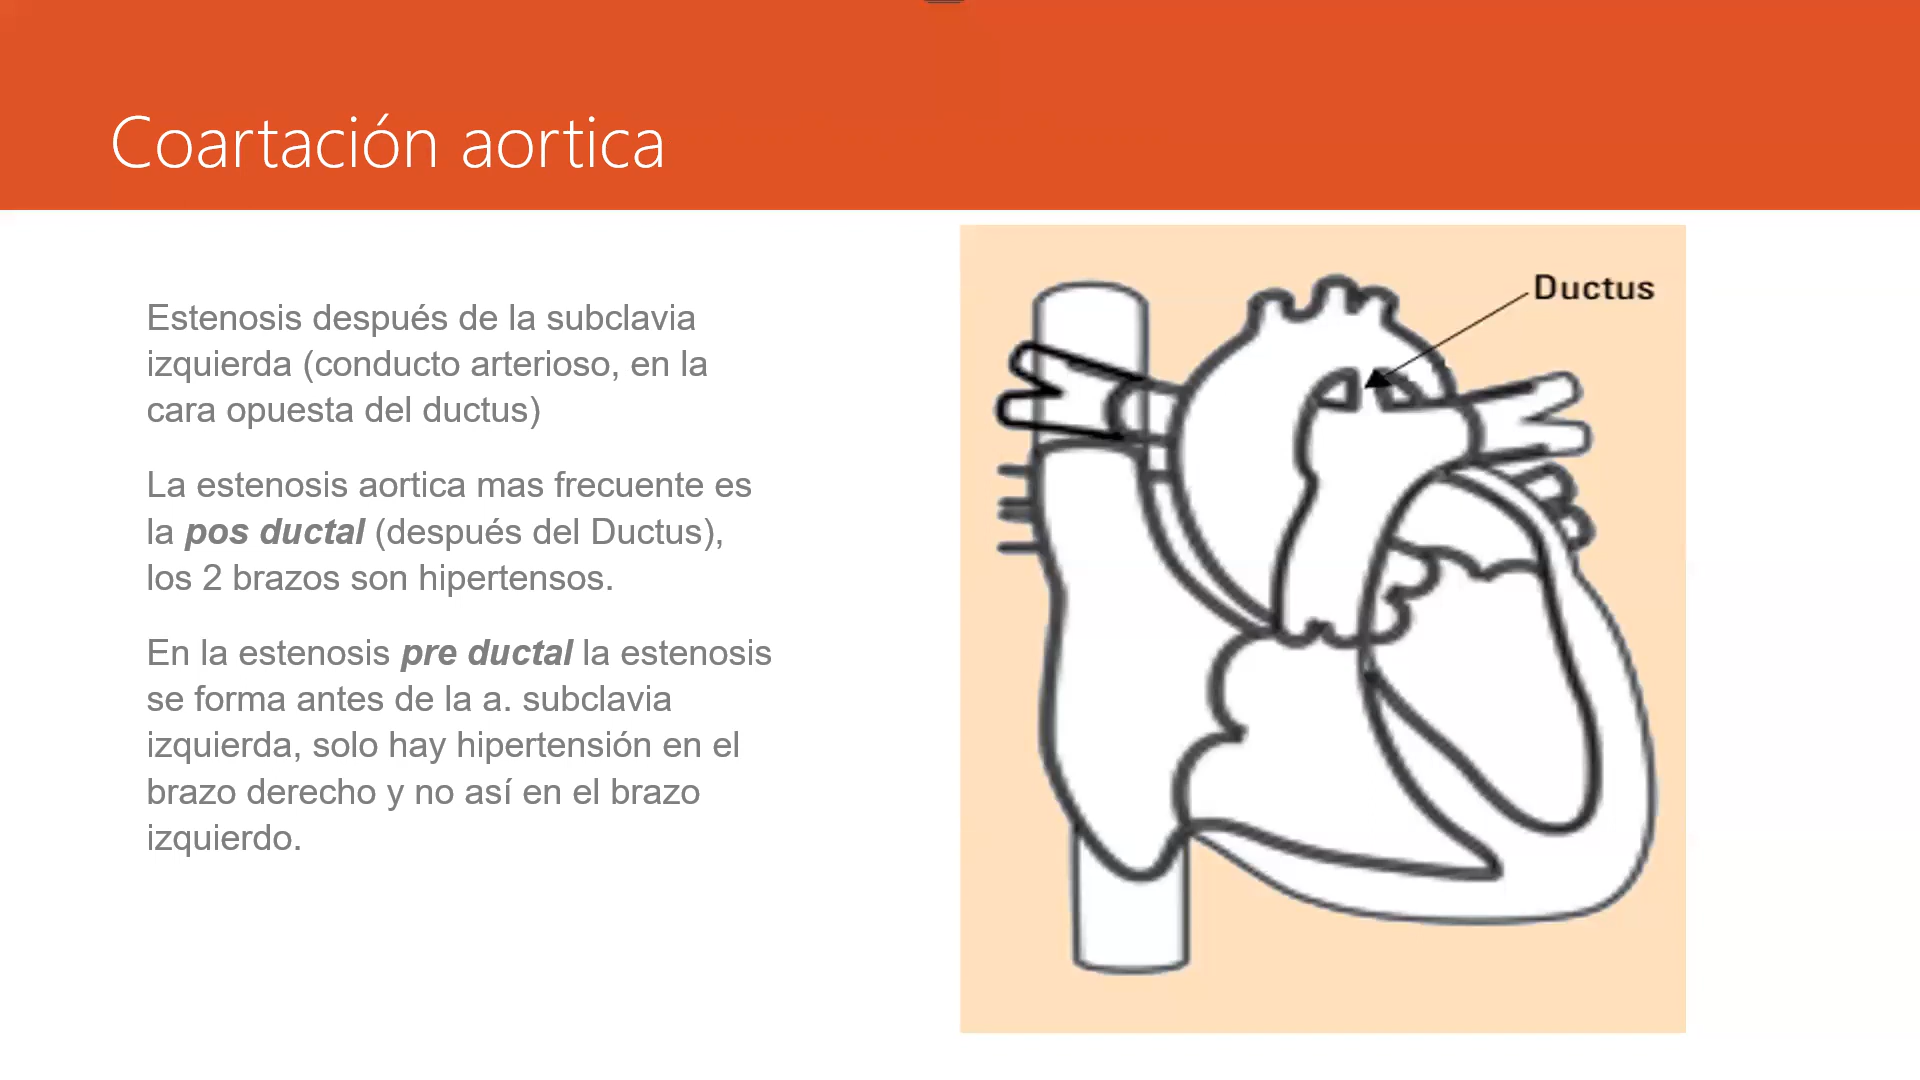 Coartación aortica
Ductus
Estenosis después de la subclavia
izquierda (conducto arterioso, en la
cara opuesta del ductus)
La estenosis aortica mas frecuente es
la pos ductal (después del Ductus),
los 2 brazos son hipertensos.
En la estenosis pre ductal la estenosis
se forma antes de la a. subclavia
izquierda, solo hay hipertensión en el
brazo derecho y no así en el brazo
izquierdo.